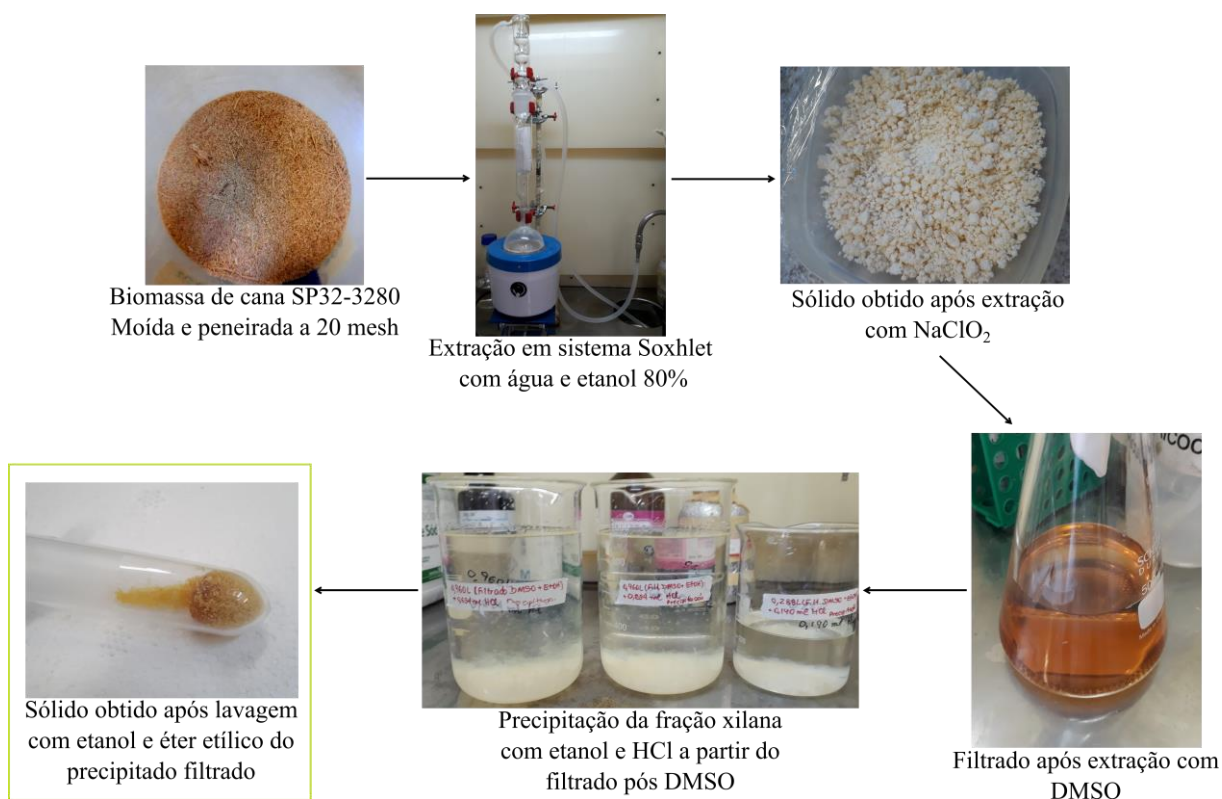 Biomassa de cana SP32-3280
Moída e peneirada a 20 mesh
Extração em sistema Soxhlet
com água e etanol 80%
Sólido obtido após extração
com NaClO₂
Filtrado após extração com
DMSO
ICOO
Precipitação da fração xilana
com etanol e HCl a partir do
filtrado pós DMSO
Sólido obtido após lavagem
com etanol e éter etílico do
precipitado filtrado